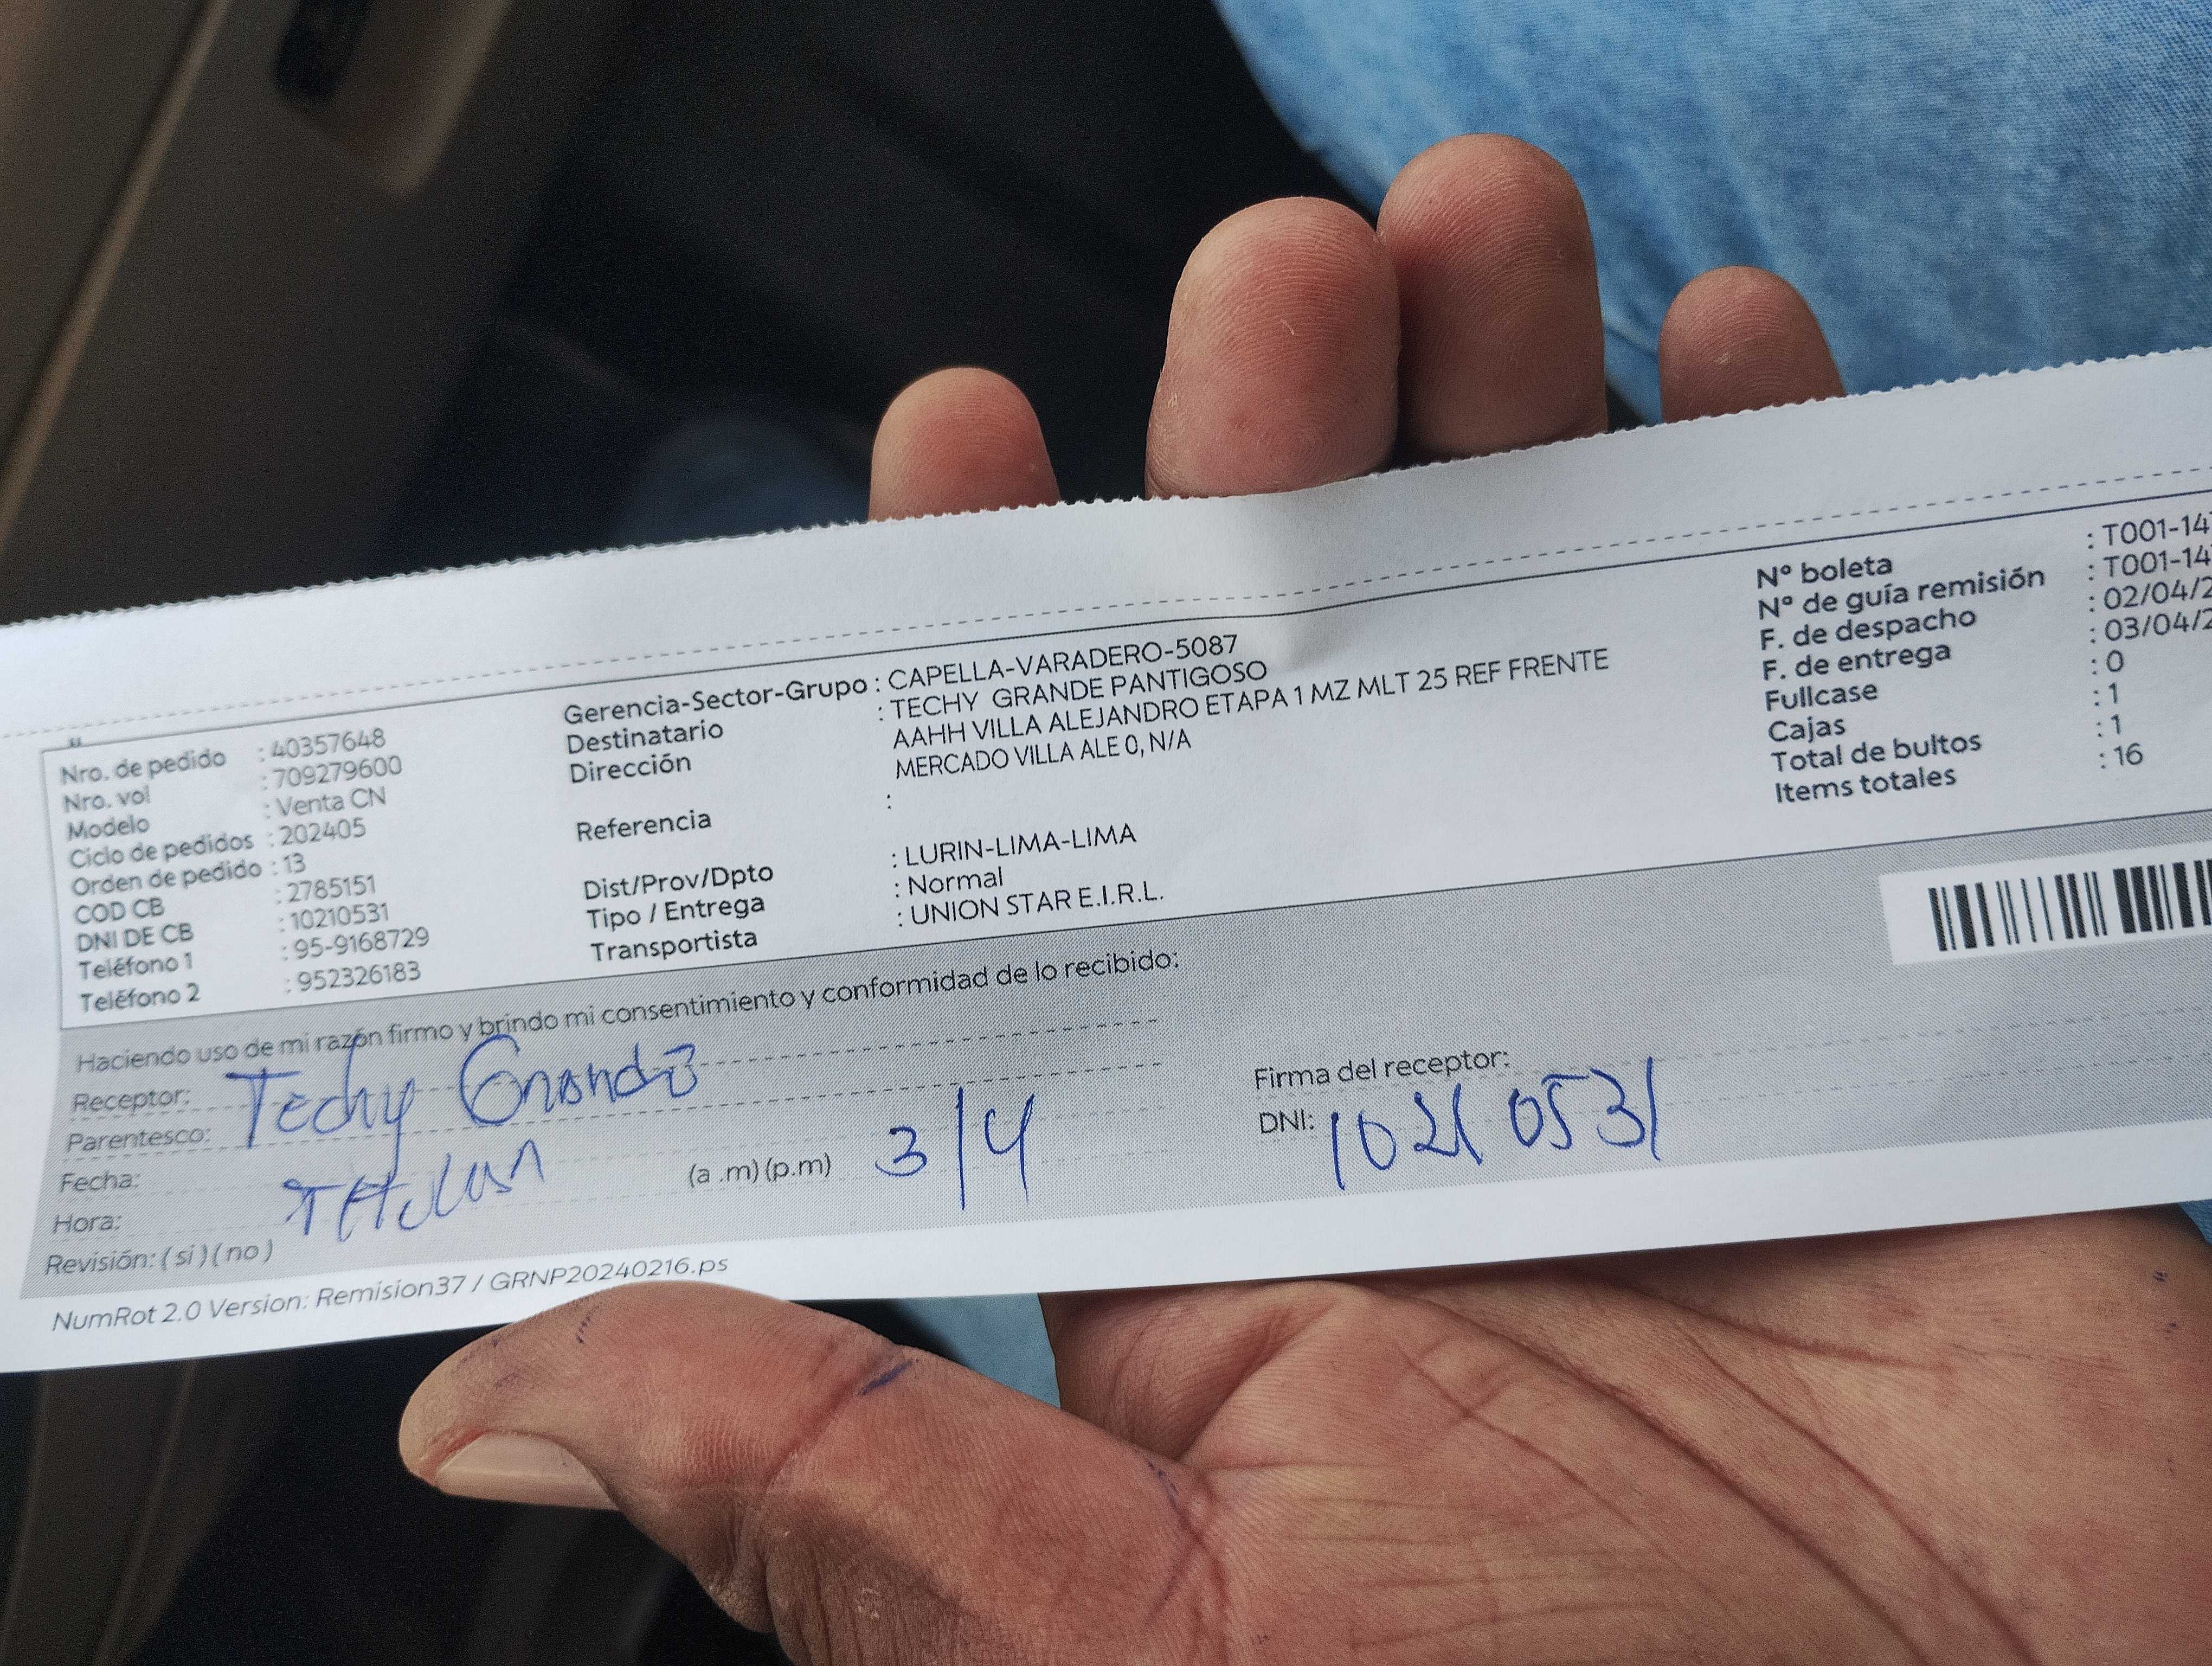 Nro. de pedido : 40357648
Nro. vol : 709279600
Modelo : Venta CN
Ciclo de pedidos : 202405
Orden de pedido : 13
COD CB : 2785151
DNI DE CB : 10210531
Teléfono 1 : 95-9168729
Teléfono 2 : 952326183
Gerencia-Sector-Grupo : CAPELLA-VARADERO-5087
Destinatario : TECHY GRANDE PANTIGOSO
Dirección AAHH VILLA ALEJANDRO ETAPA 1 MZ MLT 25 REF FRENTE
MERCADO VILLA ALE 0, N/A
Referencia :
Dist/Prov/Dpto : LURIN-LIMA-LIMA
Tipo / Entrega : Normal
Transportista : UNION STAR E.I.R.L.
Nº boleta : T001-14
Nº de guía remisión : T001-14
F. de despacho : 02/04/2
F. de entrega : 03/04/2
Fullcase : 0
Cajas : 1
Total de bultos : 1
Items totales : 16
Haciendo uso de mi razón firmo y brindo mi consentimiento y conformidad de lo recibido:
Receptor: Techy Grande
Parentesco:
Fecha: (a .m) (p.m) 3/4
Hora:
Revisión: ( si ) ( no )
Firma del receptor:
DNI: 10210531
NumRot 2.0 Version: Remision37 / GRNP20240216.ps